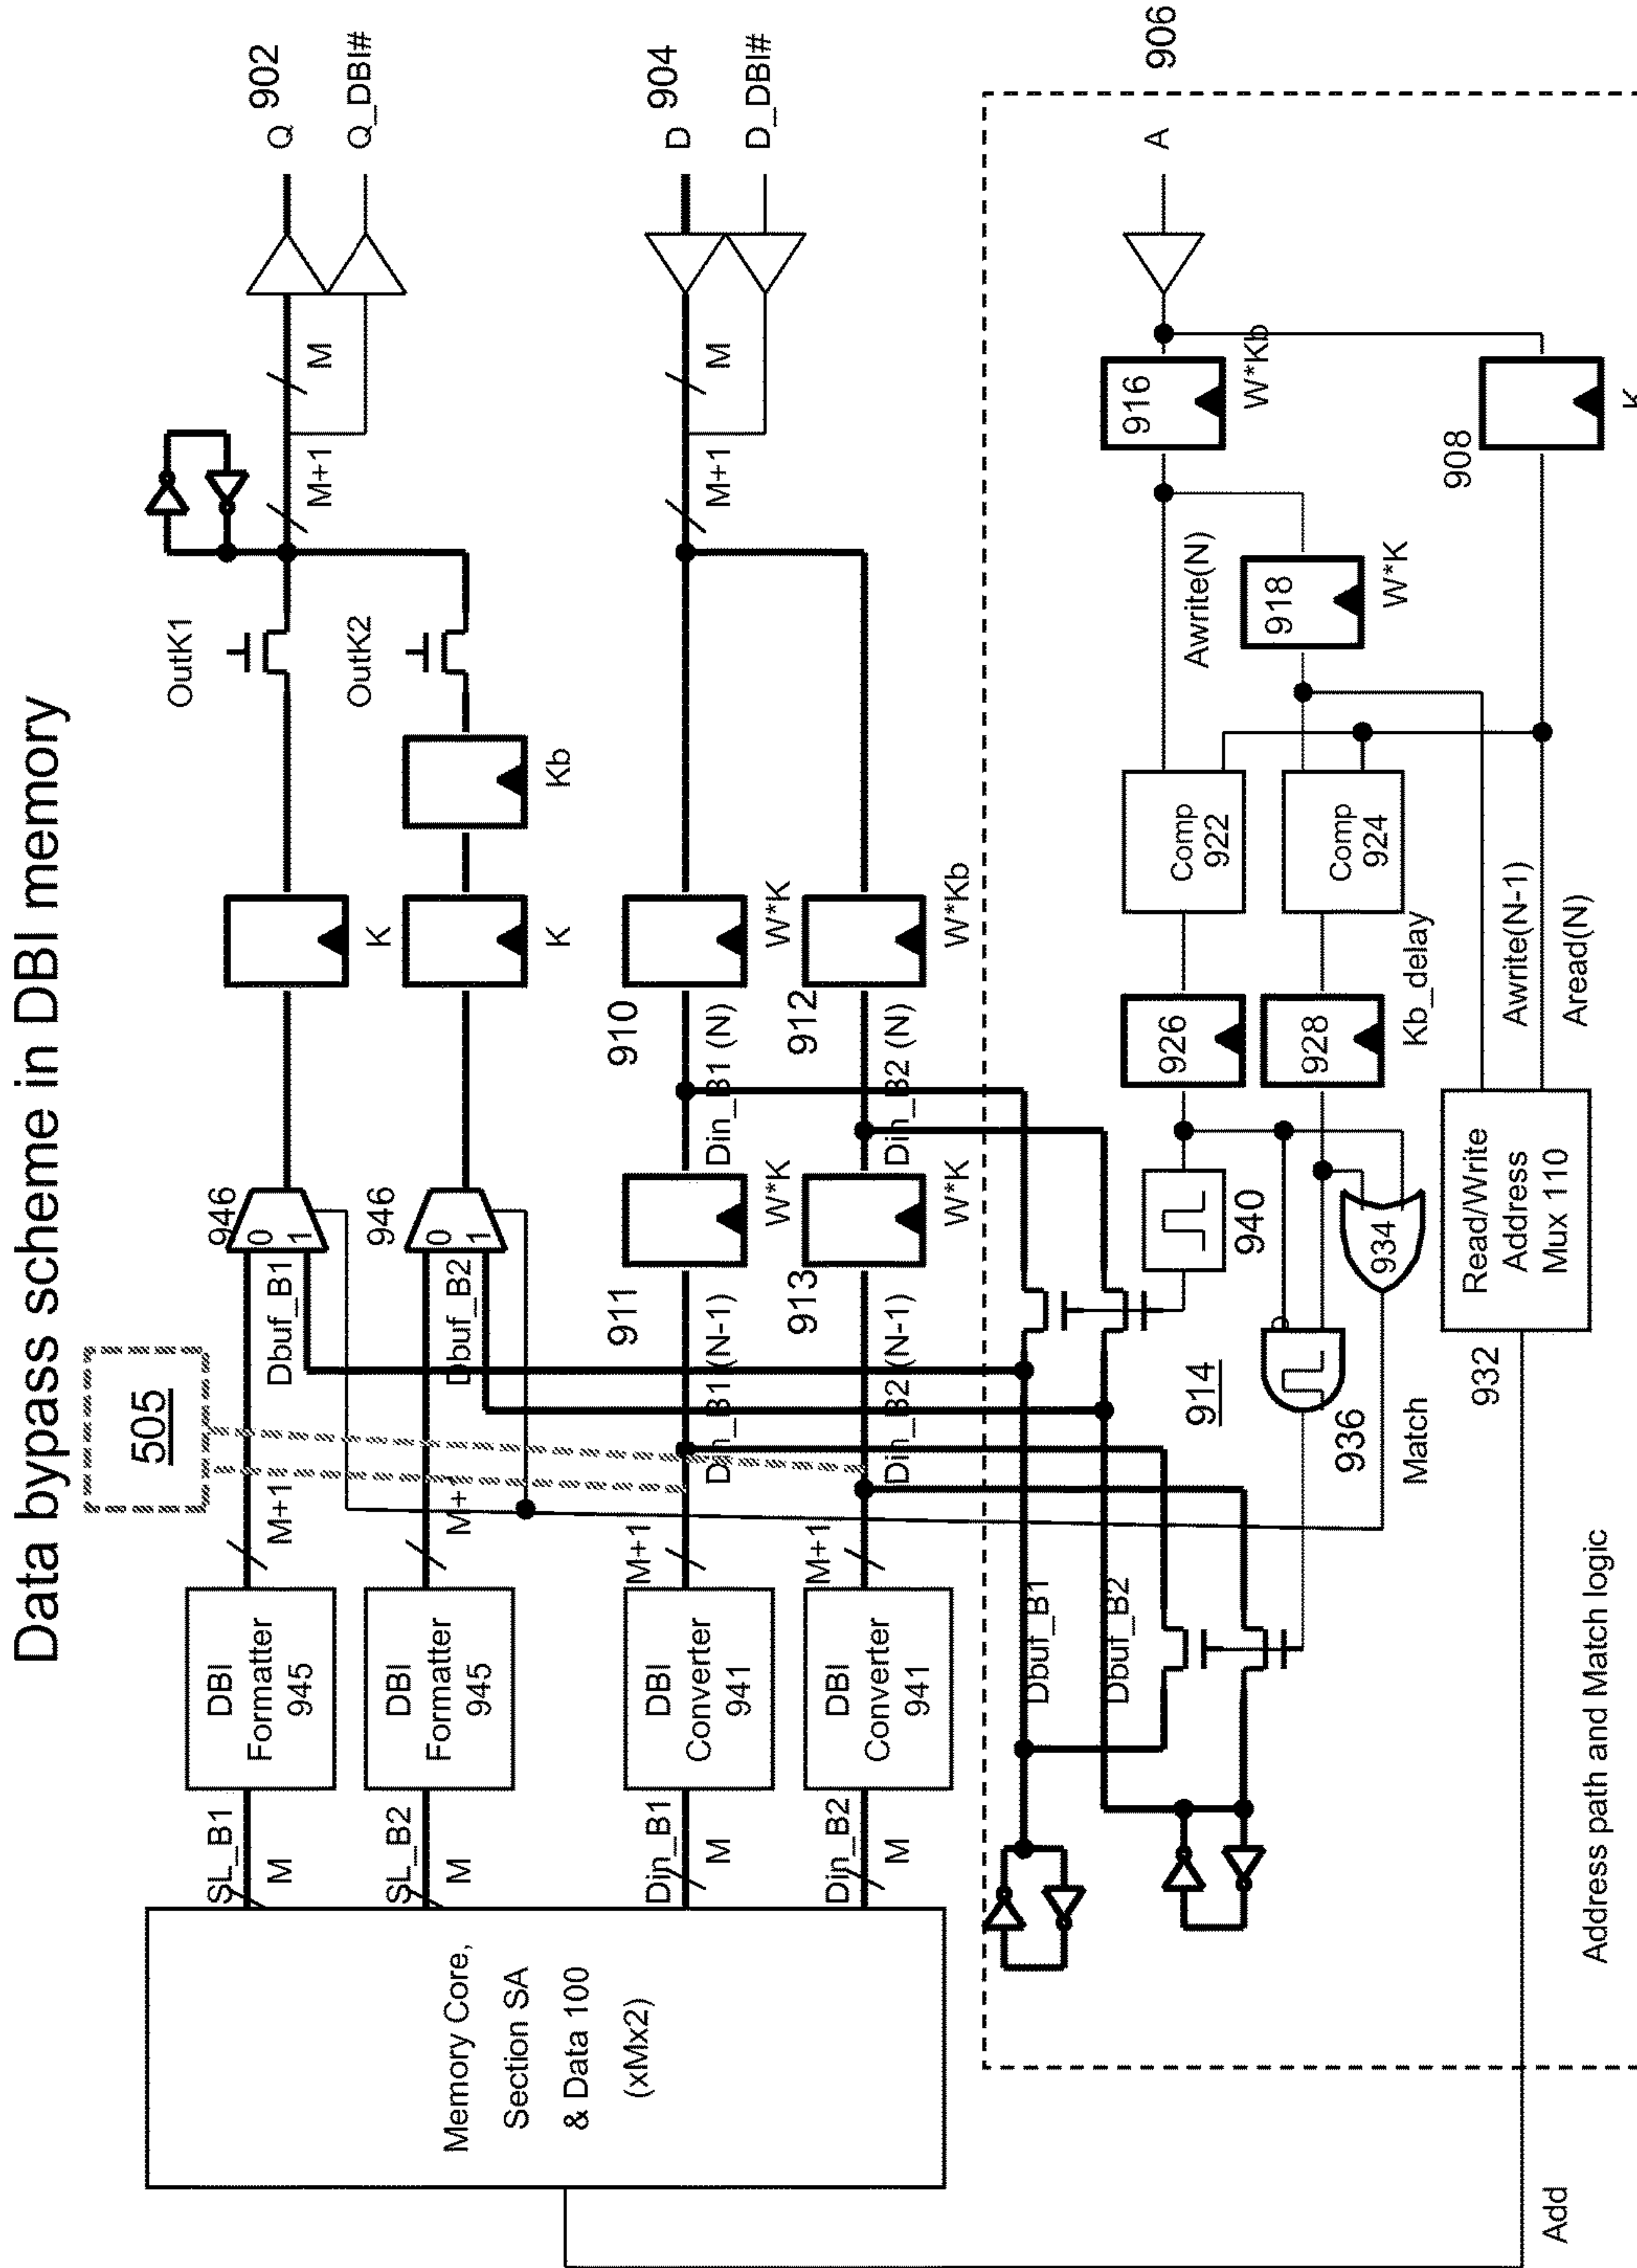 Data bypass scheme in DBI memory
505
Memory Core,
Section SA
& Data 100
(xMx2)
SL_B1
M
DBI
Formatter
945
M+1
Dbuf_B1
946
0
1
K
OutK1
M+1
M
Q 902
Q_DBI#
SL_B2
M
DBI
Formatter
945
M+
Dbuf_B2
946
0
1
K
Kb
OutK2
Din_B1
M
DBI
Converter
941
M+1
Din_B1(N-1)
911
W*K
Din_B1 (N)
910
W*K
M+1
M
D 904
D_DBI#
Din_B2
M
DBI
Converter
941
M+1
Din_B2(N-1)
913
W*K
Din_B2 (N)
912
W*Kb
Dbuf_B1
Dbuf_B2
914
936
940
934
Match
926
928
Kb_delay
Comp
922
Comp
924
Awrite(N)
918
W*K
916
W*Kb
A
906
908
K
932
Read/Write
Address
Mux 110
Awrite(N-1)
Aread(N)
Add
Address path and Match logic